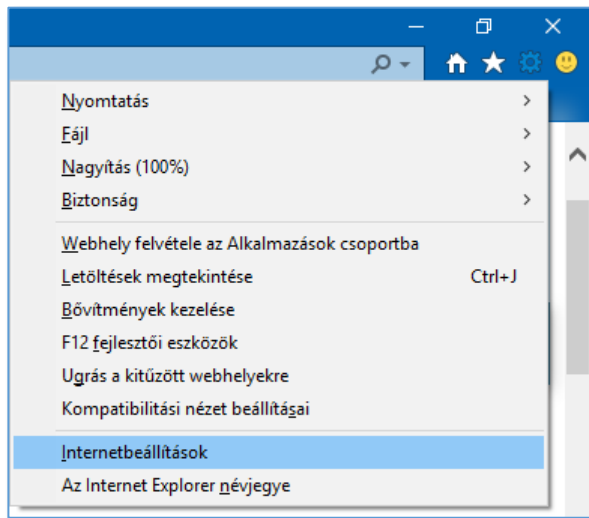 Nyomtatás
Fájl
Nagyítás (100%)
Biztonság
Webhely felvétele az Alkalmazások csoportba
Letöltések megtekintése Ctrl+J
Bővítmények kezelése
F12 fejlesztői eszközök
Ugrás a kitűzött webhelyekre
Kompatibilitási nézet beállításai
Internetbeállítások
Az Internet Explorer névjegye